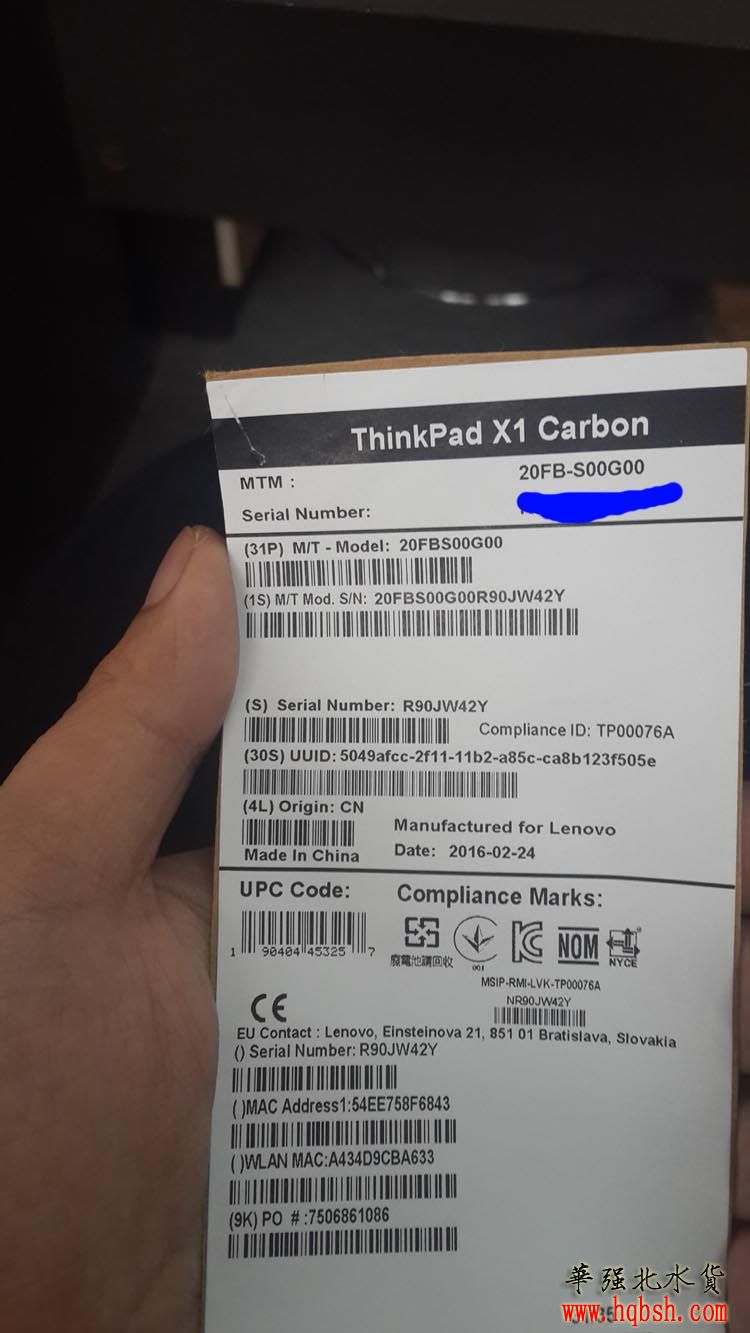 ThinkPad X1 Carbon
MTM : 20FB-S00G00
Serial Number:
(31P) M/T - Model: 20FBS00G00
(1S) M/T Mod. S/N: 20FBS00G00R90JW42Y
(S) Serial Number: R90JW42Y
Compliance ID: TP00076A
(30S) UUID: 5049afcc-2f11-11b2-a85c-ca8b123f505e
(4L) Origin: CN
Manufactured for Lenovo
Made In China
Date: 2016-02-24
UPC Code:
Compliance Marks:
1 90404 45325 7
廢電池請回收
001
NOM
NYCE
MSIP-RMI-LVK-TP00076A
NR90JW42Y
CE
EU Contact : Lenovo, Einsteinova 21, 851 01 Bratislava, Slovakia
() Serial Number: R90JW42Y
( )MAC Address1:54EE758F6843
( )WLAN MAC:A434D9CBA633
(9K) PO # :7506861086
華强北水貨
www.hqbsh.com